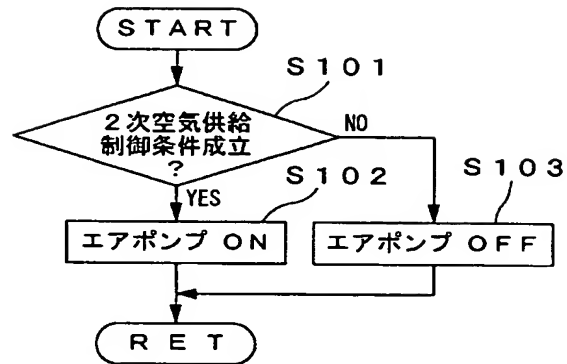 START
S101
2次空気供給
制御条件成立
?
NO
YES
S102
S103
エアポンプ ON
エアポンプ OFF
RET